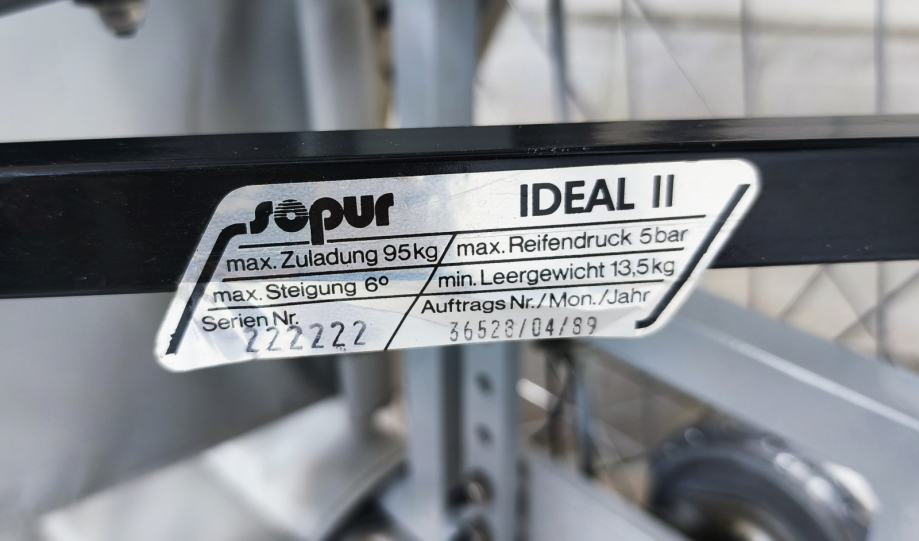 sopur IDEAL II
max. Zuladung 95kg / max. Reifendruck 5bar
max. Steigung 6° / min. Leergewicht 13,5kg
Serien Nr. Auftrags Nr./Mon./Jahr
222222 36528/04/89